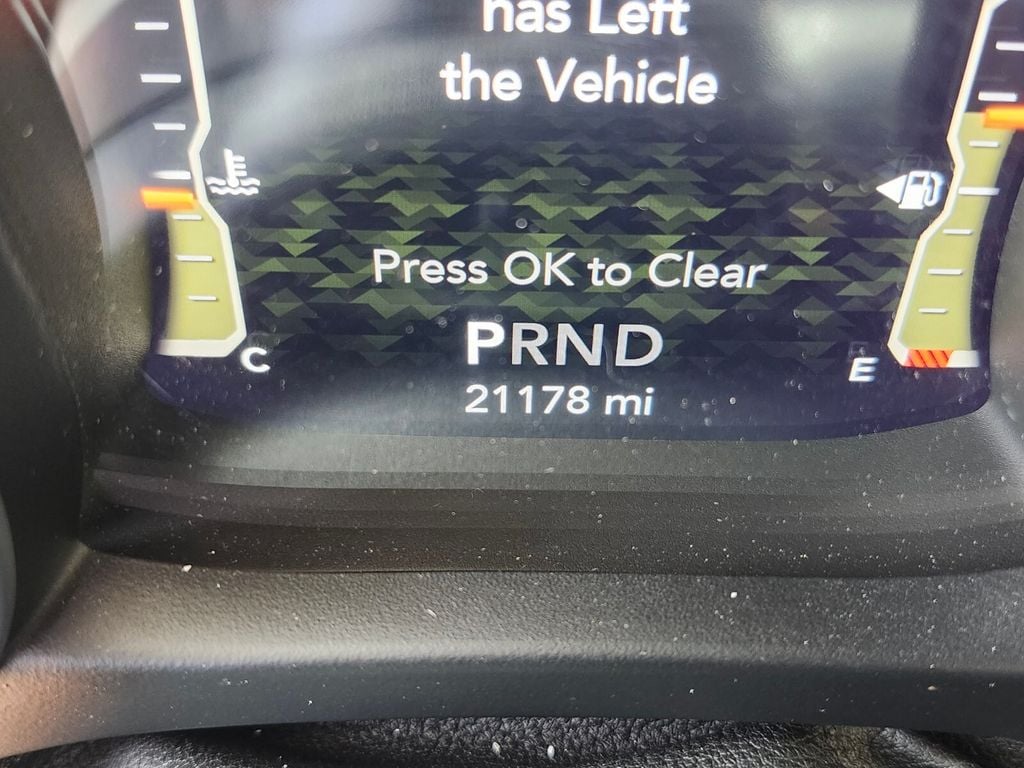 has Left
the Vehicle
Press OK to Clear
C
PRND
E
21178 mi